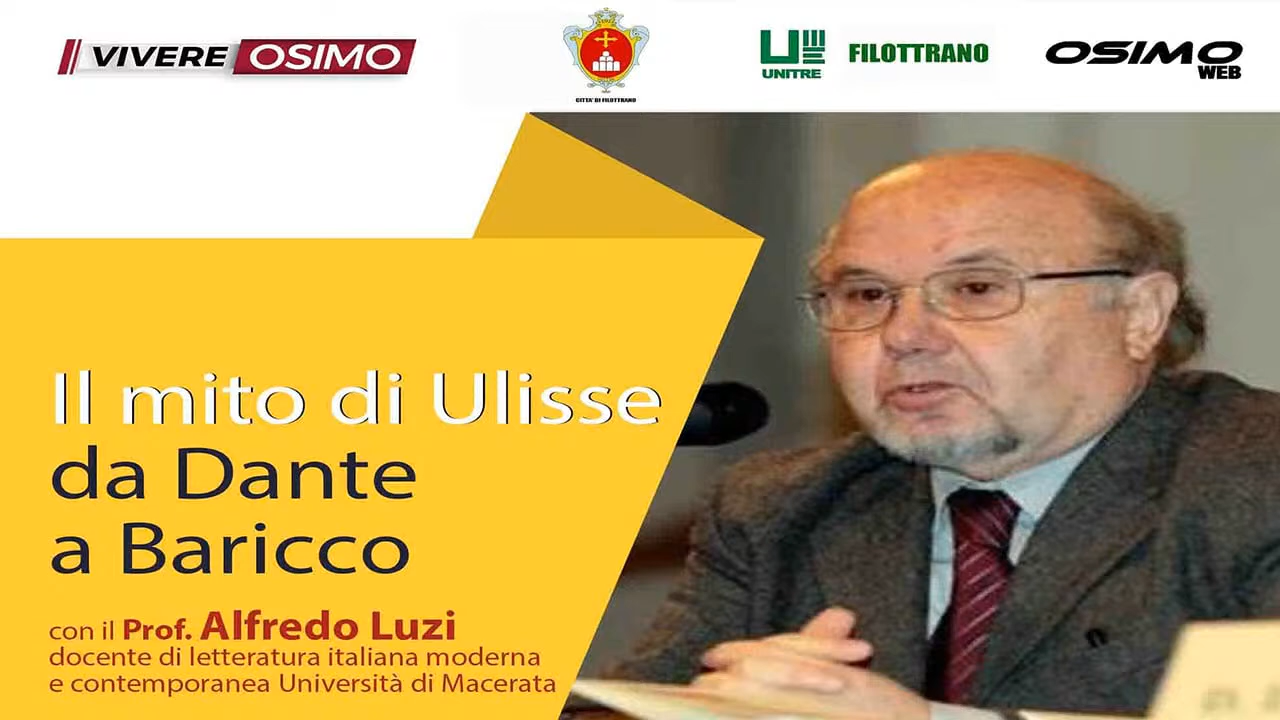 VIVERE OSIMO
CITTA' DI FILOTTRANO
UNITRE
FILOTTRANO
OSIMO
WEB
Il mito di Ulisse
da Dante
a Baricco
con il Prof. Alfredo Luzi
docente di letteratura italiana moderna
e contemporanea Università di Macerata